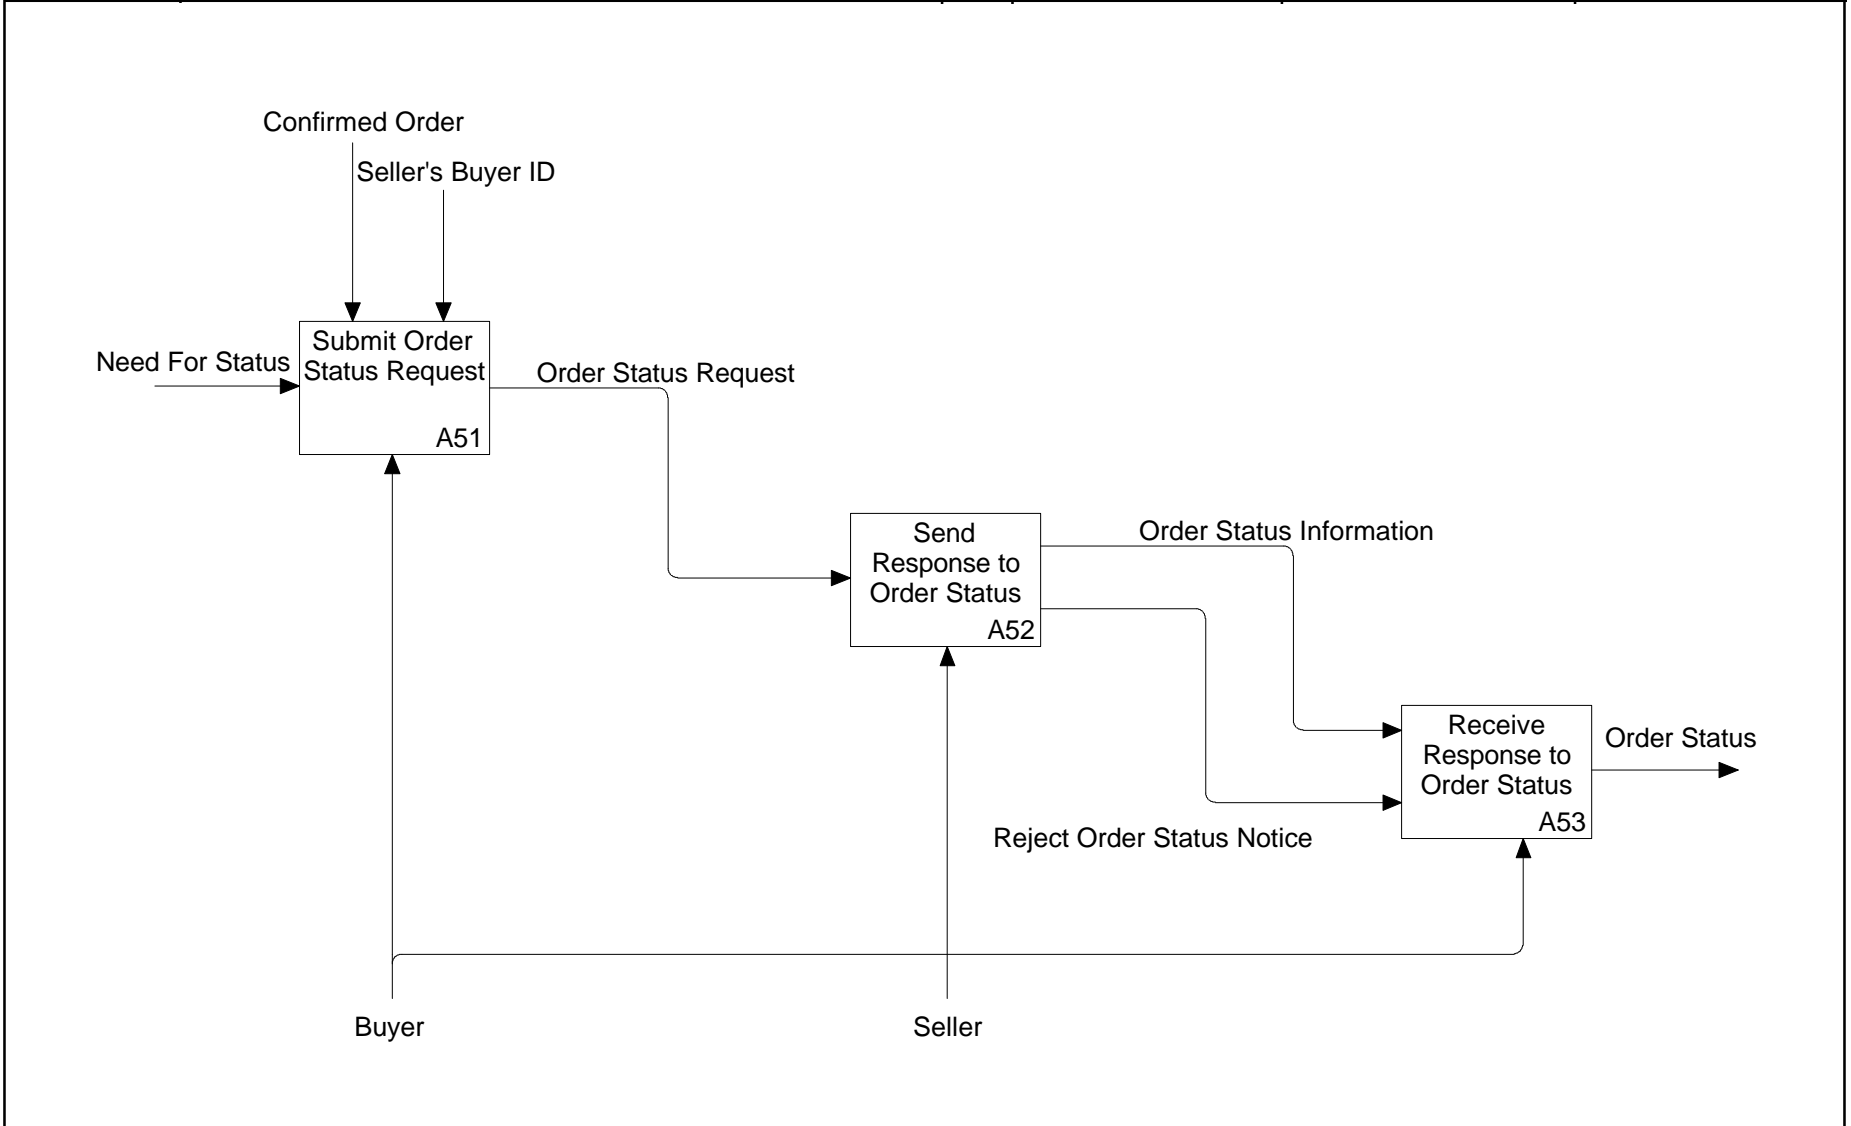 Confirmed Order
Seller's Buyer ID
Need For Status
Submit Order
Status Request
A51
Order Status Request
Send
Response to
Order Status
A52
Order Status Information
Reject Order Status Notice
Receive
Response to
Order Status
A53
Order Status
Buyer
Seller